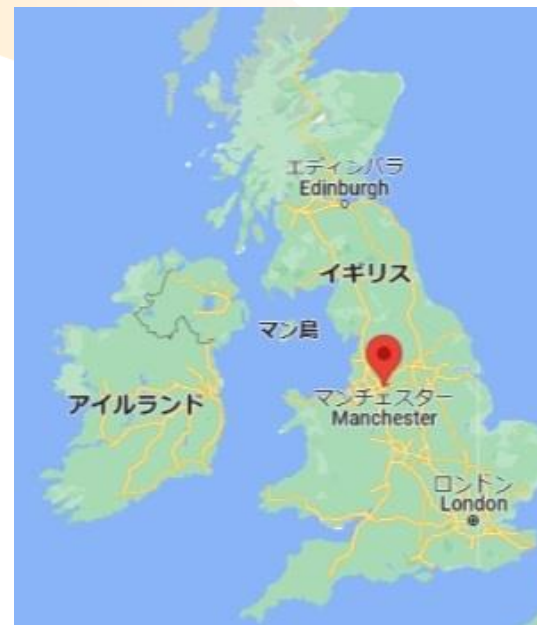 エディンバラ
Edinburgh
イギリス
マン島
アイルランド
マンチェスター
Manchester
ロンドン
London